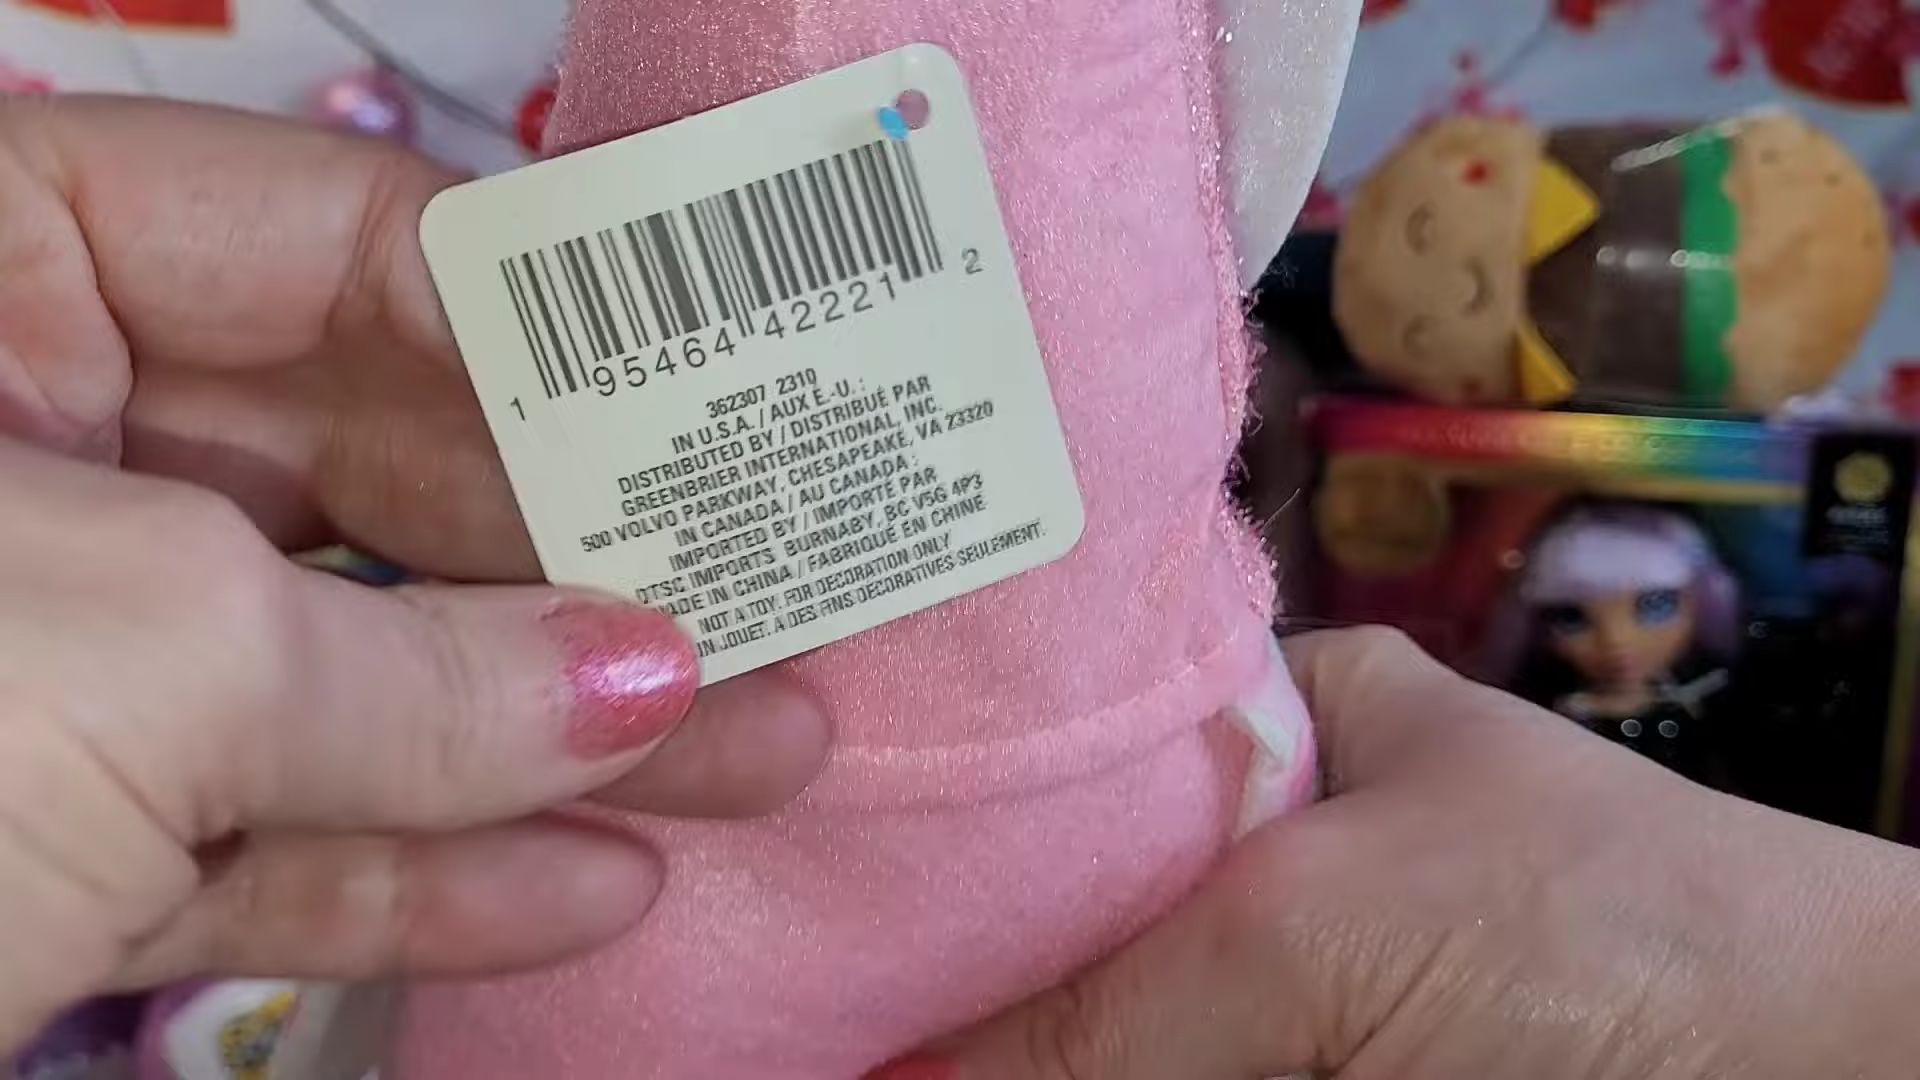 1 95464 42221 2
362307 2310
IN U.S.A. / AUX E.-U. :
DISTRIBUTED BY / DISTRIBUÉ PAR
GREENBRIER INTERNATIONAL, INC.
500 VOLVO PARKWAY, CHESAPEAKE, VA 23320
IN CANADA / AU CANADA :
IMPORTED BY / IMPORTÉ PAR
DTSC IMPORTS BURNABY, BC V5G 4P3
MADE IN CHINA / FABRIQUÉ EN CHINE
NOT A TOY. FOR DECORATION ONLY
UN JOUET. A DES FINS DECORATIVES SEULEMENT.